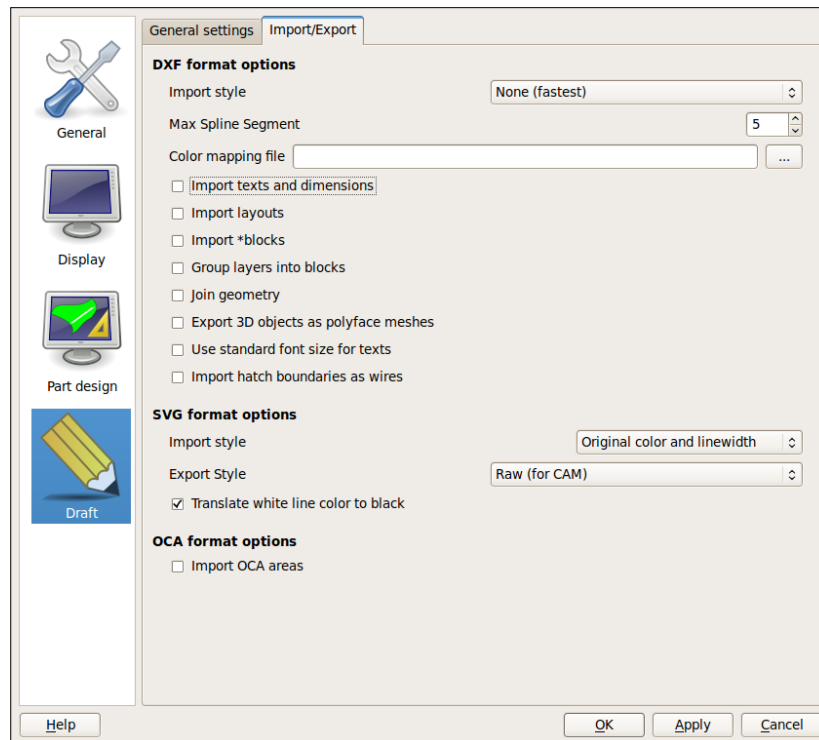 General settings Import/Export
General
Display
Part design
Draft
DXF format options
Import style None (fastest)
Max Spline Segment 5
Color mapping file ...
Import texts and dimensions
Import layouts
Import *blocks
Group layers into blocks
Join geometry
Export 3D objects as polyface meshes
Use standard font size for texts
Import hatch boundaries as wires
SVG format options
Import style Original color and linewidth
Export Style Raw (for CAM)
Translate white line color to black
OCA format options
Import OCA areas
Help OK Apply Cancel